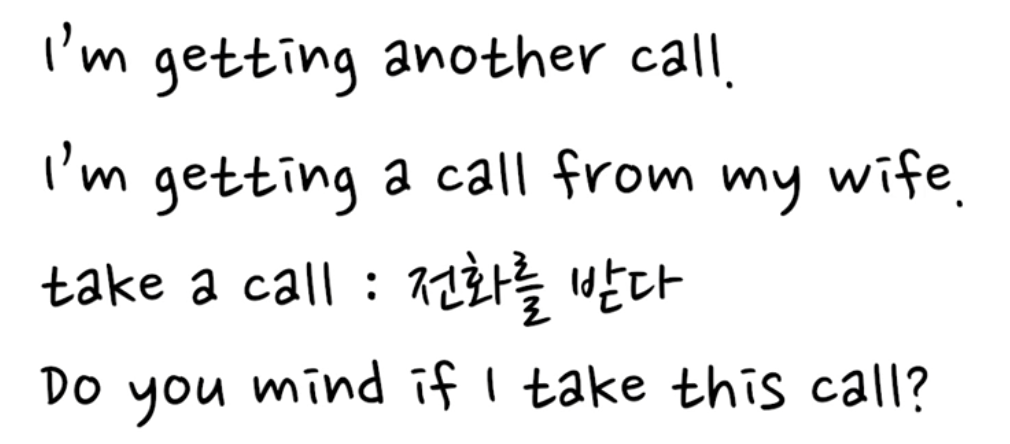 I'm getting another call.
I'm getting a call from my wife.
take a call : 전화를 받다
Do you mind if I take this call?